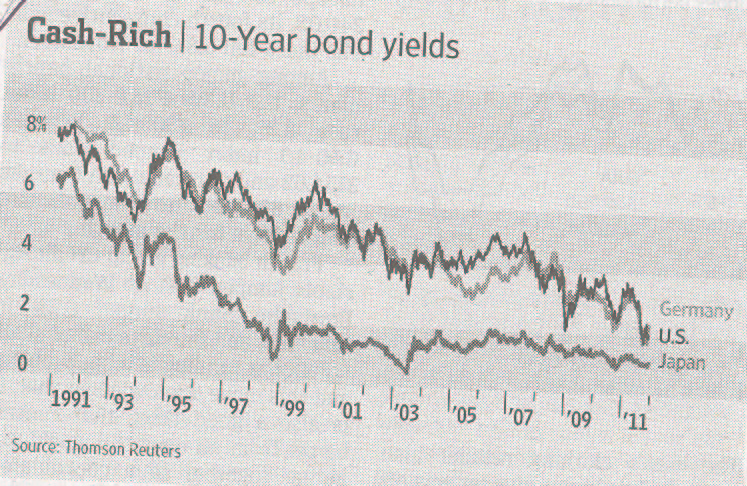 Cash-Rich | 10-Year bond yields
8%
6
4
2
0
Germany
U.S.
Japan
1991 '93 '95 '97 '99 '01 '03 '05 '07 '09 '11
Source: Thomson Reuters